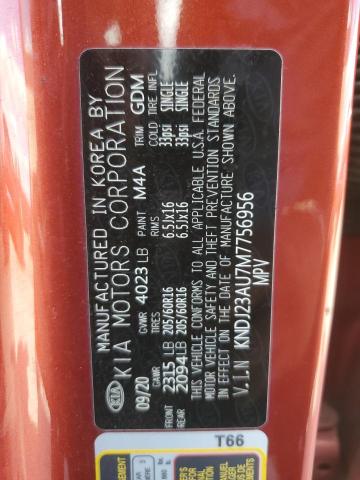 MANUFACTURED IN KOREA BY
KIA MOTORS CORPORATION
KIA
09/20 GVWR 4023 LB PAINT M4A TRIM GDM
TIRES RIMS COLD TIRE INFL
FRONT 2315 LB 205/60R16 6.5Jx16 33psi SINGLE
REAR 2094 LB 205/60R16 6.5Jx16 33psi SINGLE
THIS VEHICLE CONFORMS TO ALL APPLICABLE U.S.A. FEDERAL
MOTOR VEHICLE SAFETY AND THEFT PREVENTION STANDARDS
IN EFFECT ON THE DATE OF MANUFACTURE SHOWN ABOVE.
V.I.N KNDJ23AU7M7756956
MPV
T66